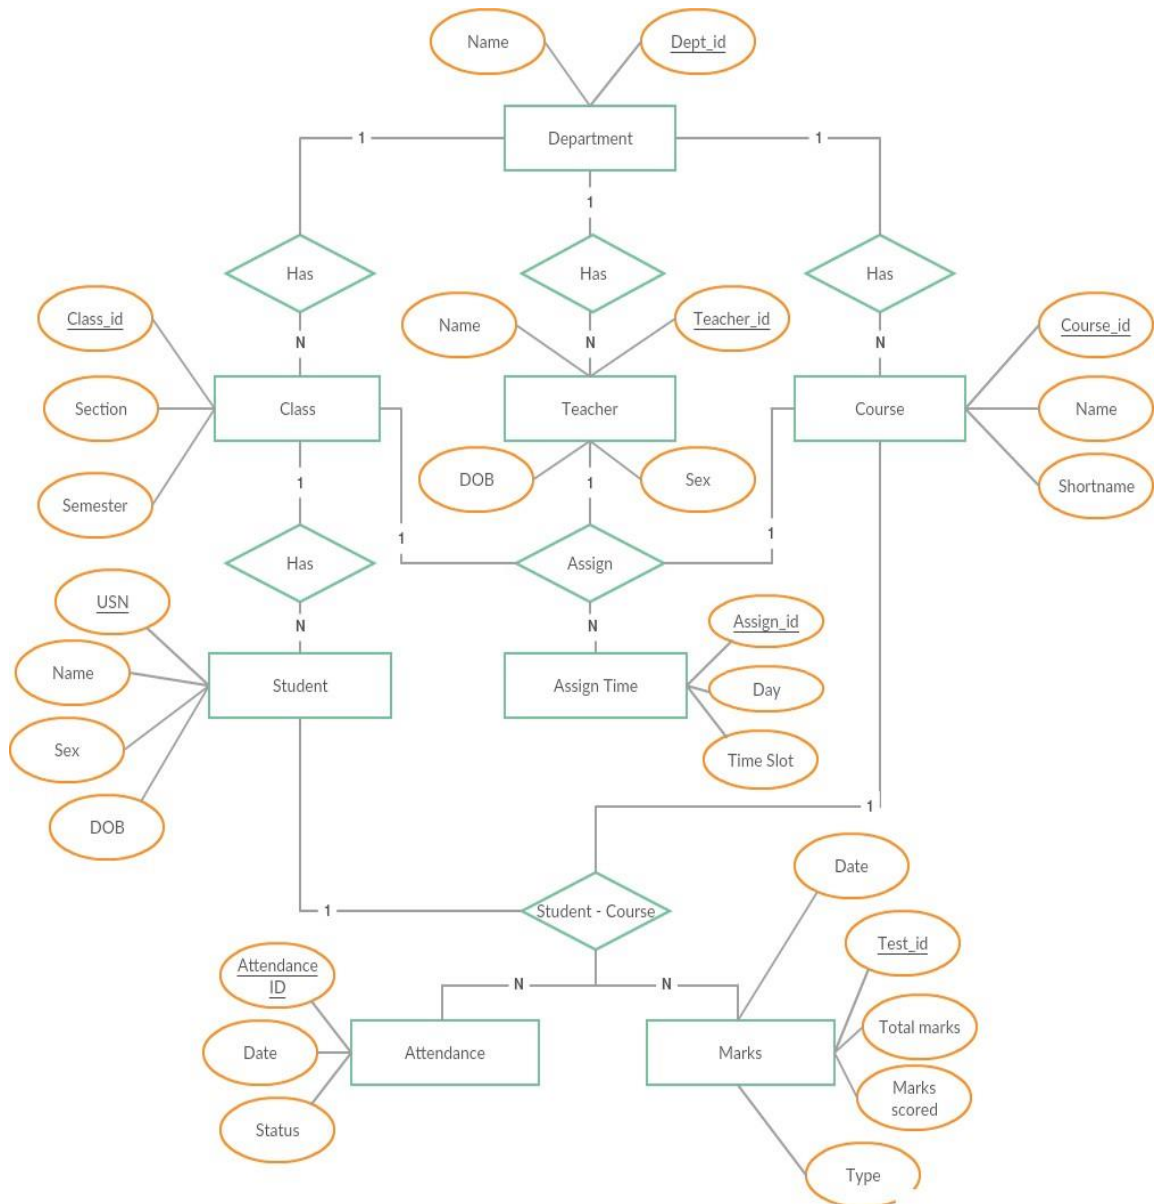 Name
Dept_id
Department
1
1
1
Has
Has
Has
Class_id
Name
Teacher_id
Course_id
N
N
N
Section
Class
Teacher
Course
Name
Semester
DOB
Sex
Shortname
1
1
1
1
Has
Assign
USN
N
N
Assign_id
Name
Student
Assign Time
Day
Sex
Time Slot
DOB
1
Date
1
Student - Course
Test_id
Attendance
ID
N
N
Total marks
Date
Attendance
Marks
Marks
scored
Status
Type